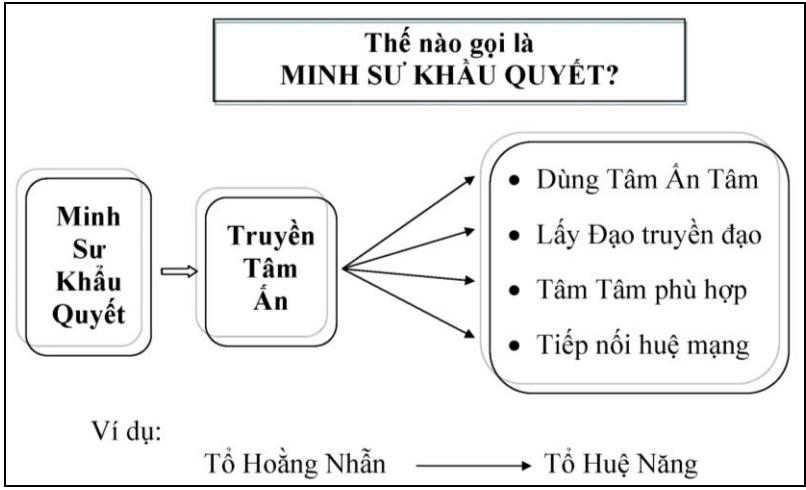 Thế nào gọi là
MINH SƯ KHẨU QUYẾT?
Minh
Sư
Khẩu
Quyết
Truyền
Tâm
Ấn
• Dùng Tâm Ấn Tâm
• Lấy Đạo truyền đạo
• Tâm Tâm phù hợp
• Tiếp nối huệ mạng
Ví dụ:
Tổ Hoằng Nhẫn
Tổ Huệ Năng